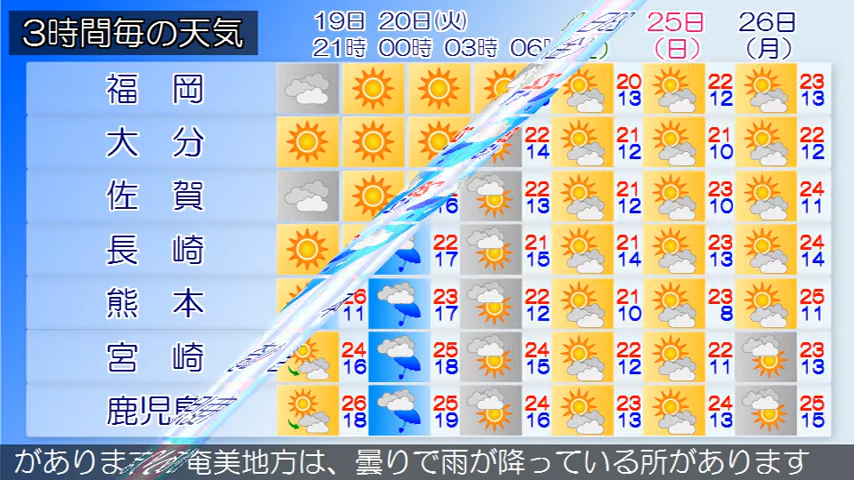 3時間毎の天気
19日 20日(火) 25日 26日
21時 00時 03時 06 (日) (月)
福岡 20 13 22 12 23 13
大分 22 14 21 12 21 10 22 12
佐賀 16 22 13 21 12 23 10 24 11
長崎 22 17 21 15 21 14 23 13 24 14
熊本 26 11 23 17 22 12 21 10 23 8 25 11
宮崎 24 16 25 18 24 15 22 12 22 11 23 13
鹿児島 26 18 25 19 24 16 23 13 24 13 25 15
があります 奄美地方は、曇りで雨が降っている所があります